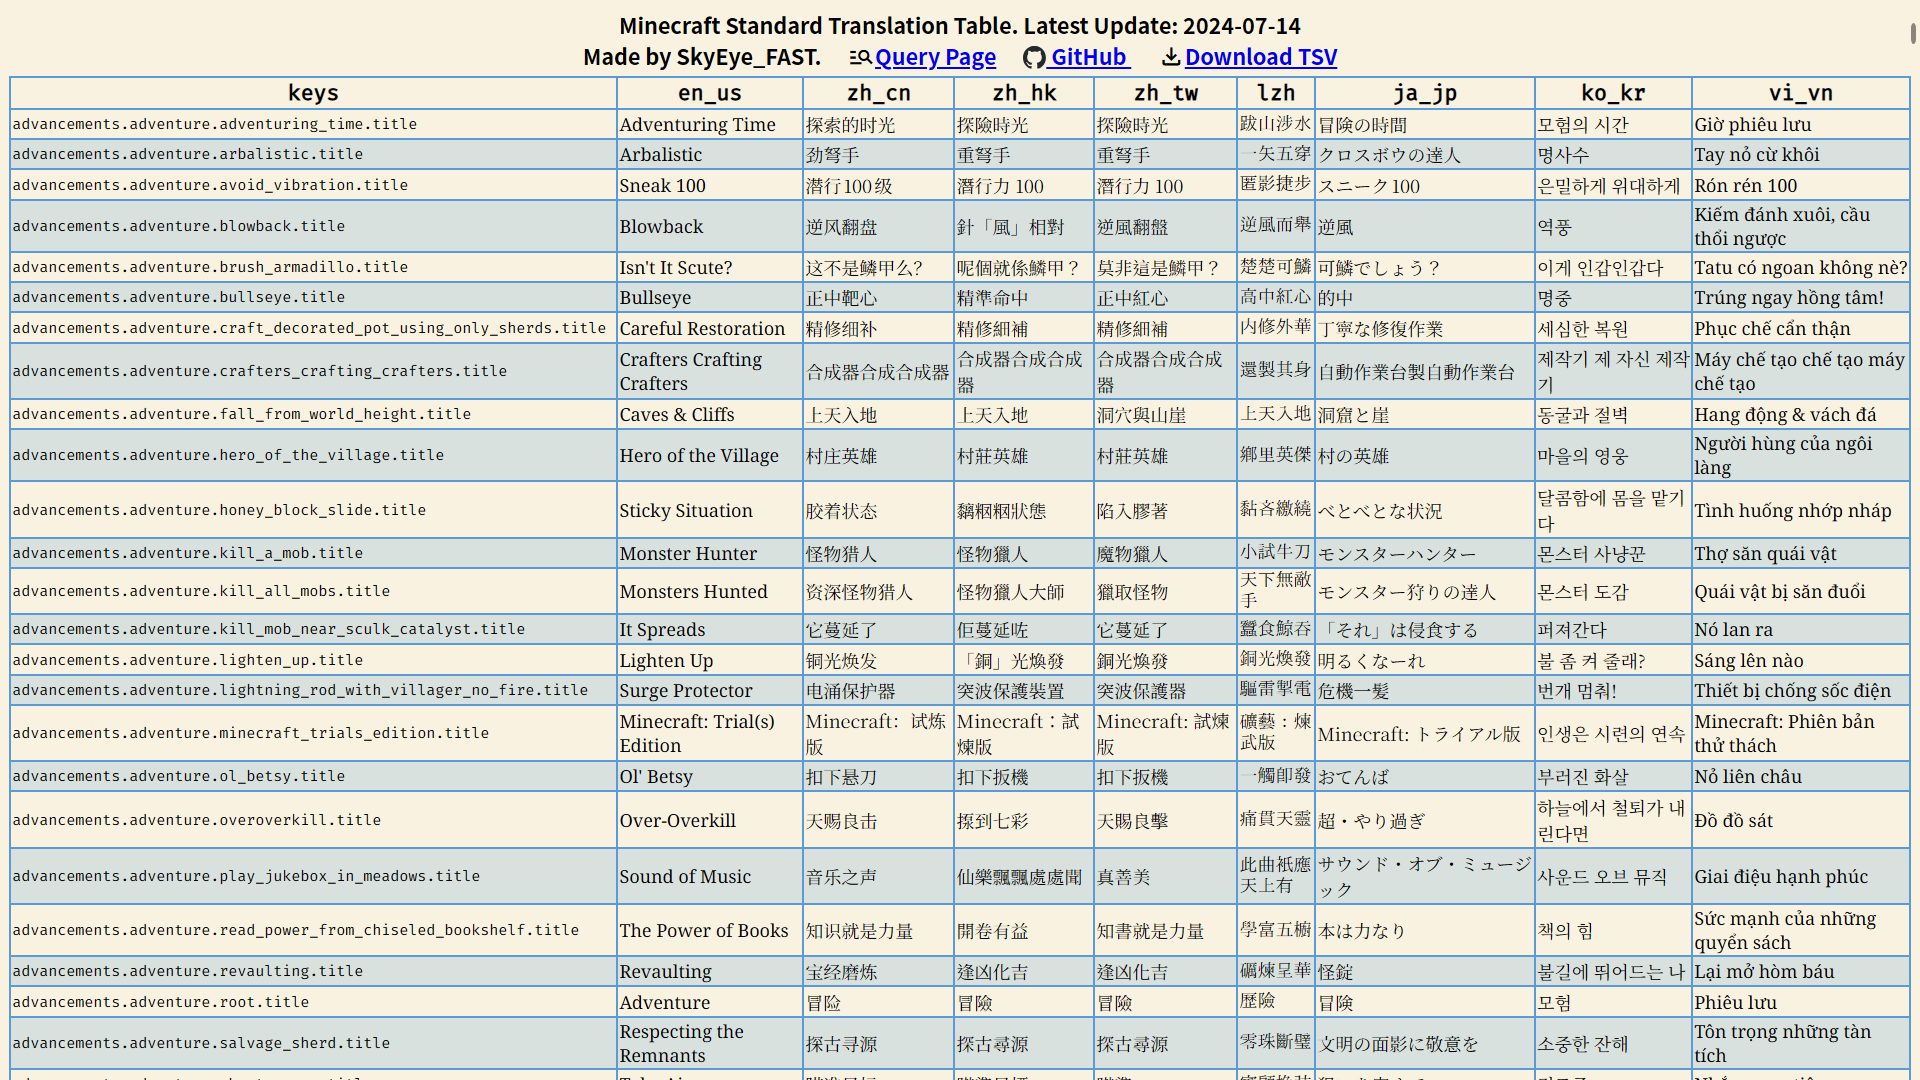 Minecraft Standard Translation Table. Latest Update: 2024-07-14
Made by SkyEye_FAST. Query Page GitHub Download TSV
keys en_us zh_cn zh_hk zh_tw lzh ja_jp ko_kr vi_vn
advancements.adventure.adventuring_time.title Adventuring Time 探索的时光 探險時光 探險時光 跋山涉水 冒険の時間 모험의 시간 Giờ phiêu lưu
advancements.adventure.arbalistic.title Arbalistic 劲弩手 重弩手 重弩手 一矢五穿 クロスボウの達人 명사수 Tay nỏ cừ khôi
advancements.adventure.avoid_vibration.title Sneak 100 潜行100级 潛行力 100 潛行力 100 匿影捷步 スニーク100 은밀하게 위대하게 Rón rén 100
advancements.adventure.blowback.title Blowback 逆风翻盘 針「風」相對 逆風翻盤 逆風而舉 逆風 역풍 Kiếm đánh xuôi, cầu
thổi ngược
advancements.adventure.brush_armadillo.title Isn't It Scute? 这不是鳞甲么？ 呢個就係鱗甲？ 莫非這是鱗甲？ 楚楚可鱗 可鱗でしょう？ 이게 인갑인갑다 Tatu có ngoan không nè?
advancements.adventure.bullseye.title Bullseye 正中靶心 精準命中 正中紅心 高中紅心 的中 명중 Trúng ngay hồng tâm!
advancements.adventure.craft_decorated_pot_using_only_sherds.title Careful Restoration 精修细补 精修細補 精修細補 内修外華 丁寧な修復作業 세심한 복원 Phục chế cẩn thận
advancements.adventure.crafters_crafting_crafters.title Crafters Crafting
Crafters 合成器合成合成器 合成器合成合成
器 合成器合成合成
器 還製其身 自動作業台製自動作業台 제작기 제 자신 제작
기 Máy chế tạo chế tạo máy
chế tạo
advancements.adventure.fall_from_world_height.title Caves & Cliffs 上天入地 上天入地 洞穴與山崖 上天入地 洞窟と崖 동굴과 절벽 Hang động & vách đá
advancements.adventure.hero_of_the_village.title Hero of the Village 村庄英雄 村莊英雄 村莊英雄 鄉里英傑 村の英雄 마을의 영웅 Người hùng của ngôi
làng
advancements.adventure.honey_block_slide.title Sticky Situation 胶着状态 黐粬粬狀態 陷入膠著 黏吝繳繞 べとべとな状況 달콤함에 몸을 맡기
다 Tình huống nhớp nháp
advancements.adventure.kill_a_mob.title Monster Hunter 怪物猎人 怪物獵人 魔物獵人 小試牛刀 モンスターハンター 몬스터 사냥꾼 Thợ săn quái vật
advancements.adventure.kill_all_mobs.title Monsters Hunted 资深怪物猎人 怪物獵人大師 獵取怪物 天下無敵
手 モンスター狩りの達人 몬스터 도감 Quái vật bị săn đuổi
advancements.adventure.kill_mob_near_sculk_catalyst.title It Spreads 它蔓延了 佢蔓延咗 它蔓延了 蠶食鯨吞 「それ」は侵食する 퍼져간다 Nó lan ra
advancements.adventure.lighten_up.title Lighten Up 铜光焕发 「銅」光煥發 銅光煥發 銅光煥發 明るくなーれ 불 좀 켜 줄래? Sáng lên nào
advancements.adventure.lightning_rod_with_villager_no_fire.title Surge Protector 电涌保护器 突波保護裝置 突波保護器 驅雷掣電 危機一髪 번개 멈춰! Thiết bị chống sốc điện
advancements.adventure.minecraft_trials_edition.title Minecraft: Trial(s)
Edition Minecraft：试炼
版 Minecraft：試
煉版 Minecraft: 試煉
版 礦藝：煉
武版 Minecraft: トライアル版 인생은 시련의 연속 Minecraft: Phiên bản
thử thách
advancements.adventure.ol_betsy.title Ol' Betsy 扣下悬刀 扣下扳機 扣下扳機 一觸卽發 おてんば 부러진 화살 Nỏ liên châu
advancements.adventure.overoverkill.title Over-Overkill 天赐良击 揼到七彩 天賜良擊 痛貫天靈 超・やり過ぎ 하늘에서 철퇴가 내
린다면 Đồ đồ sát
advancements.adventure.play_jukebox_in_meadows.title Sound of Music 音乐之声 仙樂飄飄處處聞 真善美 此曲祇應
天上有 サウンド・オブ・ミュージ
ック 사운드 오브 뮤직 Giai điệu hạnh phúc
advancements.adventure.read_power_from_chiseled_bookshelf.title The Power of Books 知识就是力量 開卷有益 知書就是力量 學富五櫥 本は力なり 책의 힘 Sức mạnh của những
quyển sách
advancements.adventure.revaulting.title Revaulting 宝经磨炼 逢凶化吉 逢凶化吉 礪煉呈華 怪錠 불길에 뛰어드는 나 Lại mở hòm báu
advancements.adventure.root.title Adventure 冒险 冒險 冒險 歷險 冒険 모험 Phiêu lưu
advancements.adventure.salvage_sherd.title Respecting the
Remnants 探古寻源 探古尋源 探古尋源 零珠斷璧 文明の面影に敬意を 소중한 잔해 Tôn trọng những tàn
tích